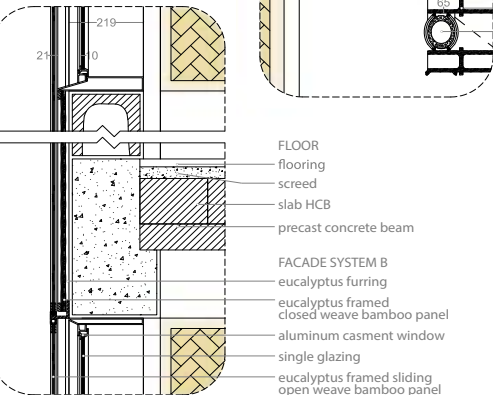 219
21
10
65
FLOOR
flooring
screed
slab HCB
precast concrete beam
FACADE SYSTEM B
eucalyptus furring
eucalyptus framed
closed weave bamboo panel
aluminum casment window
single glazing
eucalyptus framed sliding
open weave bamboo panel